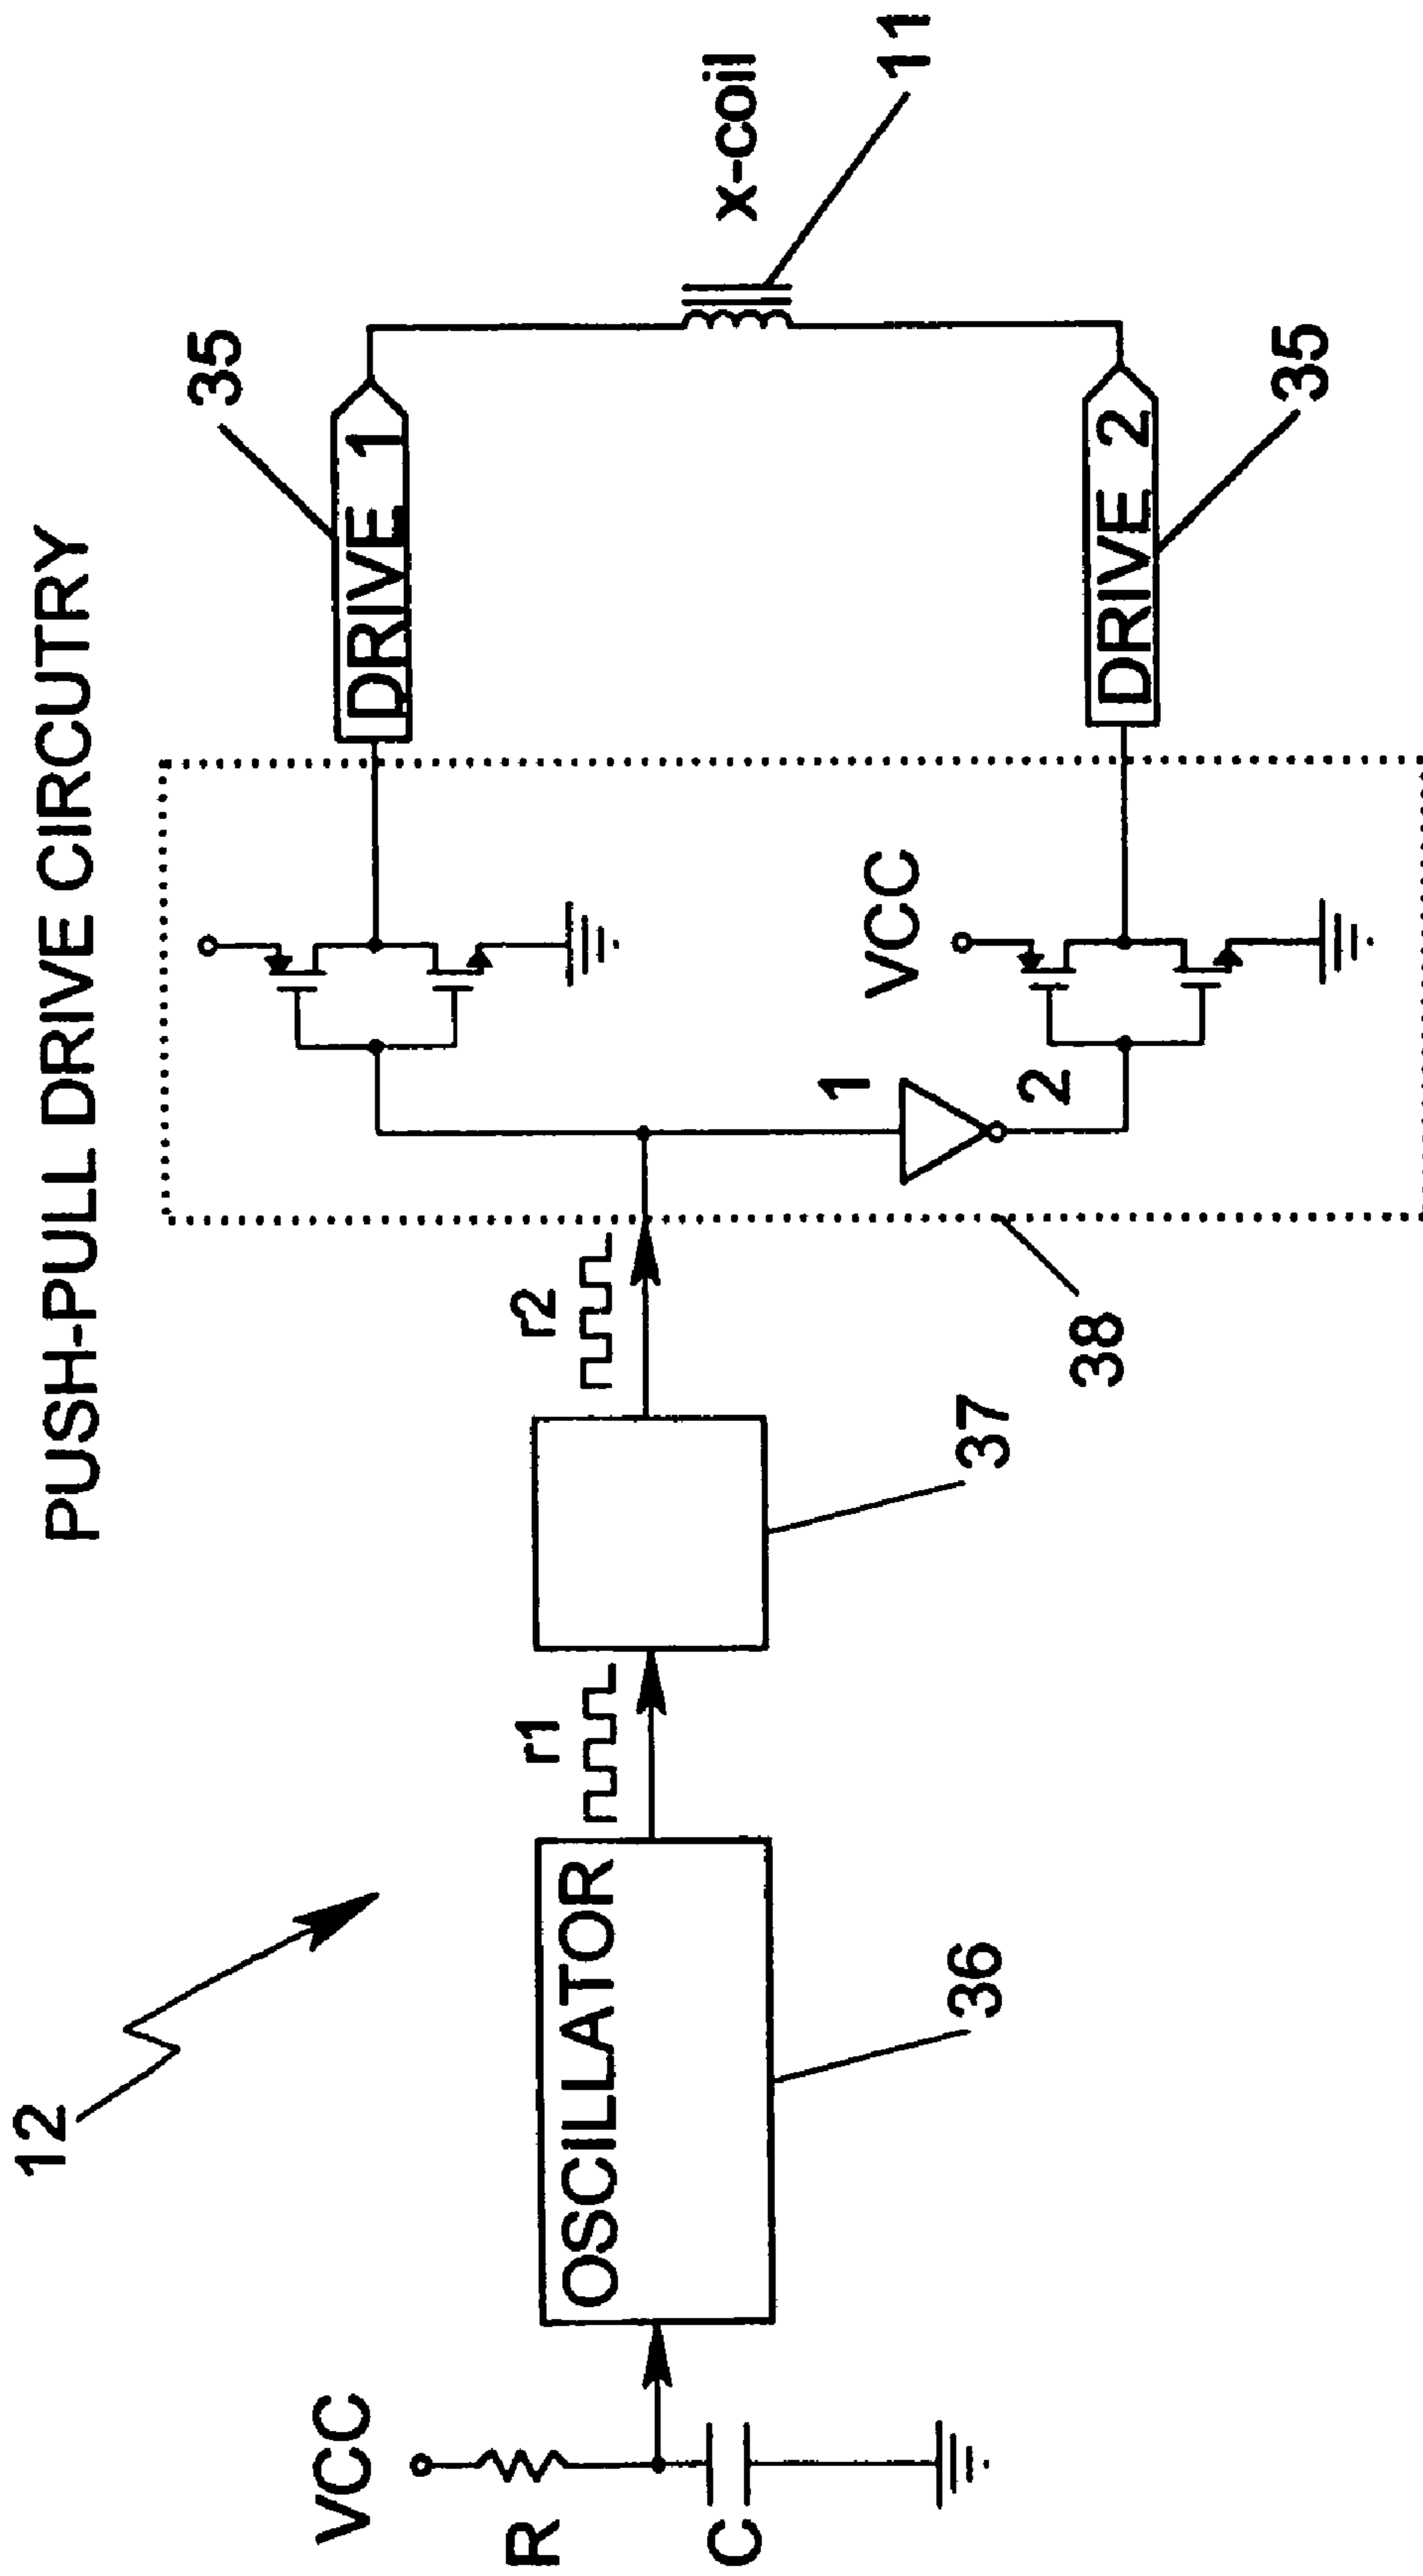 PUSH-PULL DRIVE CIRCUTRY
12
VCC
R
C
OSCILLATOR
36
r1
37
r2
38
1
2
VCC
DRIVE 1
35
DRIVE 2
35
x-coil
11